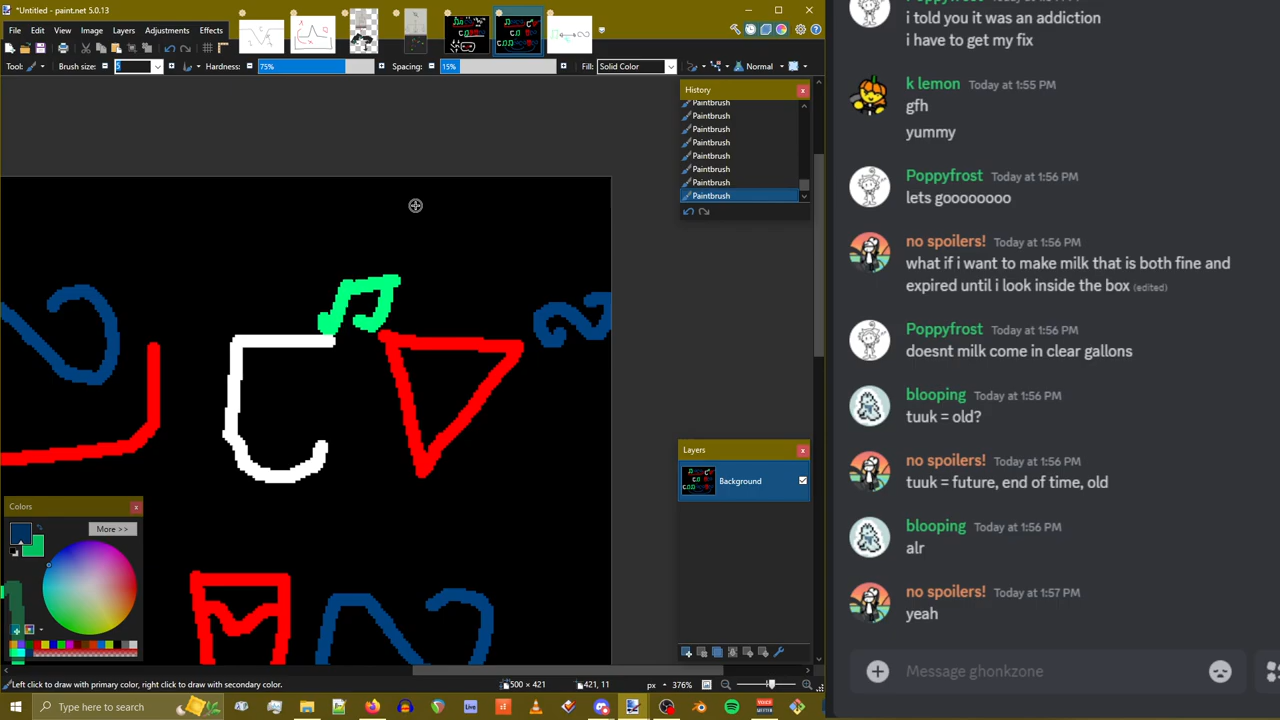 *Untitled - paint.net 5.0.13
File Edit View Image Layers Adjustments Effects
Tool: Brush size: 5 Hardness: 75% Spacing: 15% Fill: Solid Color Normal
History
Paintbrush
Paintbrush
Paintbrush
Paintbrush
Paintbrush
Paintbrush
Paintbrush
Paintbrush
Layers
Background
Colors
More >>
Left click to draw with primary color, right click to draw with secondary color.
500 × 421
421, 11
px
376%
Type here to search
i told you it was an addiction
i have to get my fix
k lemon Today at 1:55 PM
gfh
yummy
Poppyfrost Today at 1:56 PM
lets goooooooo
no spoilers! Today at 1:56 PM
what if i want to make milk that is both fine and
expired until i look inside the box (edited)
Poppyfrost Today at 1:56 PM
doesnt milk come in clear gallons
blooping Today at 1:56 PM
tuuk = old?
no spoilers! Today at 1:56 PM
tuuk = future, end of time, old
blooping Today at 1:56 PM
alr
no spoilers! Today at 1:57 PM
yeah
Message ghonkzone